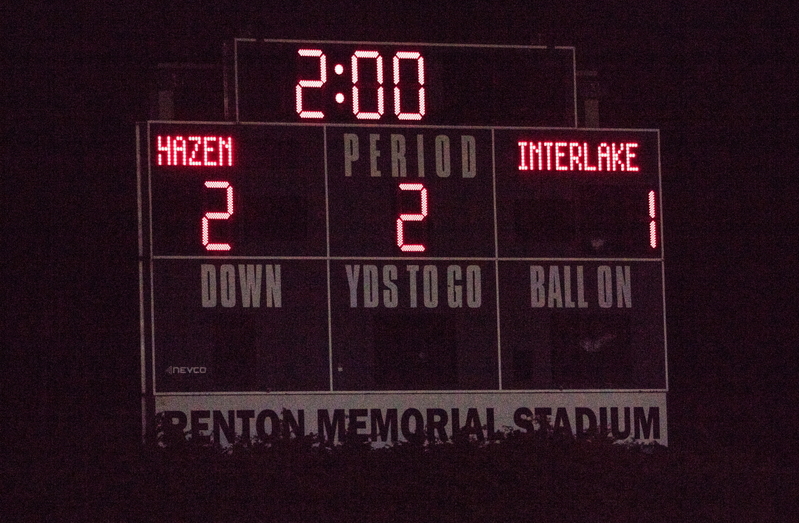 2:00
HAZEN PERIOD INTERLAKE
2 2 1
DOWN YDS TO GO BALL ON
NEVCO
RENTON MEMORIAL STADIUM